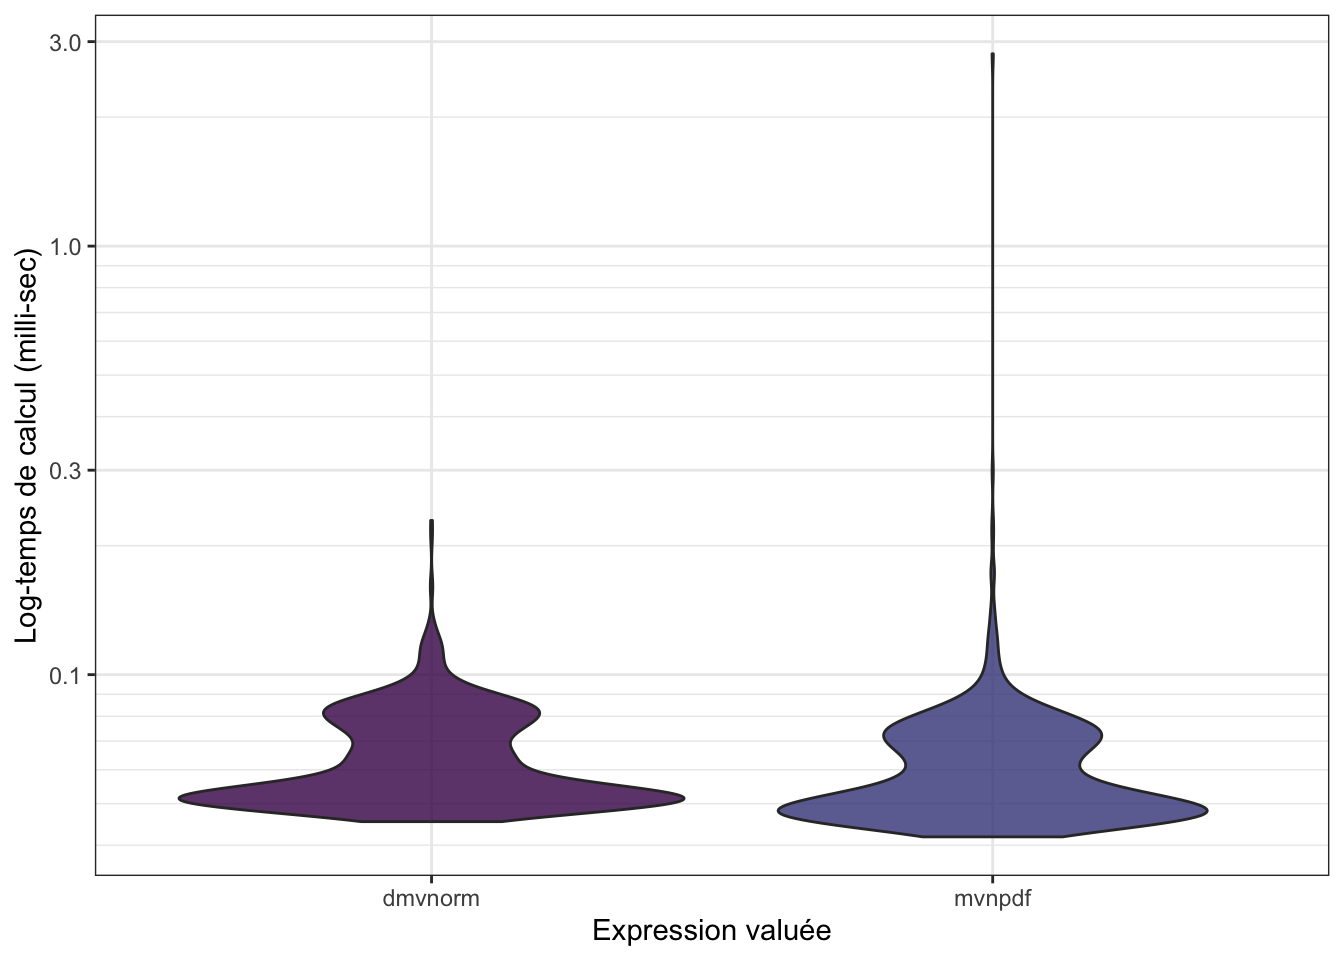 3.0
1.0
0.3
0.1
Log-temps de calcul (milli-sec)
dmvnorm
mvnpdf
Expression valuée